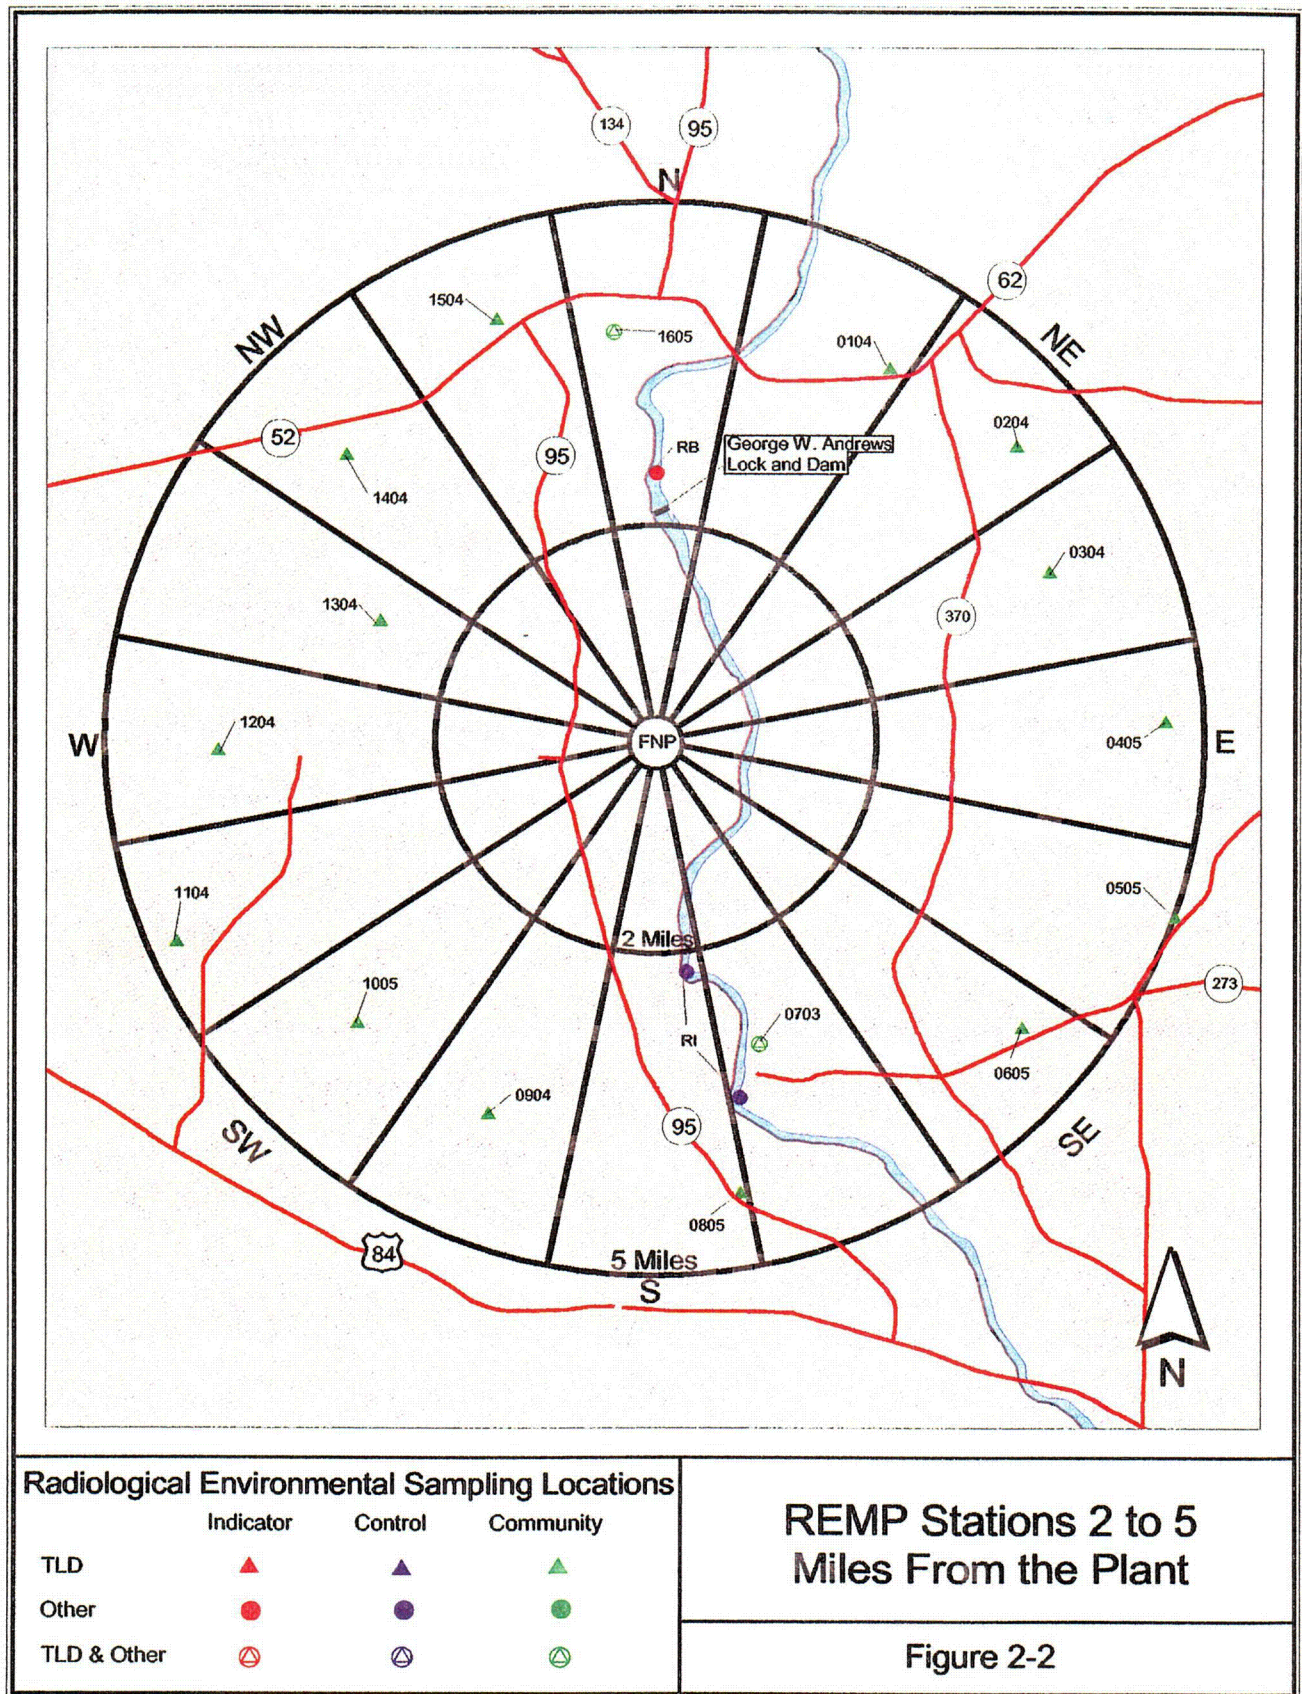 134
95
N
62
1504
NW
1605
0104
NE
52
95
0204
RB
George W. Andrews
Lock and Dam
1404
0304
1304
370
1204
W
FNP
0405
E
1104
0505
2 Miles
1005
273
0703
RI
0605
0904
95
SW
SE
0805
84
5 Miles
S
N
Radiological Environmental Sampling Locations
Indicator Control Community
TLD
Other
TLD & Other
REMP Stations 2 to 5
Miles From the Plant
Figure 2-2